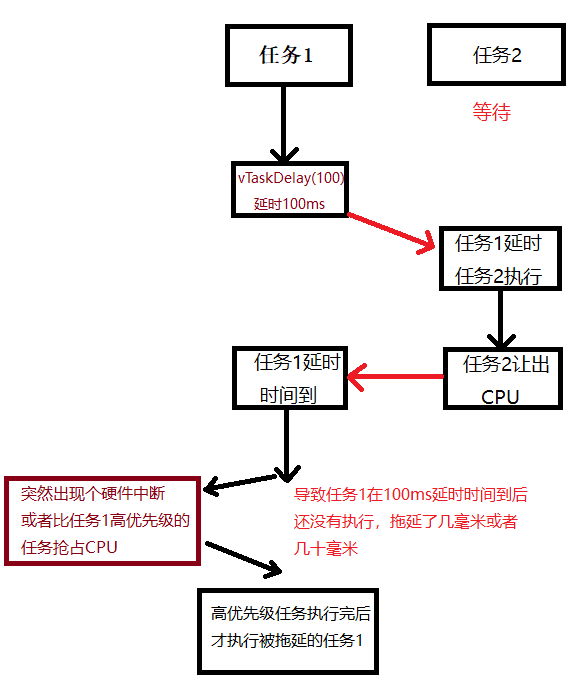 任务1
任务2
等待
vTaskDelay(100)
延时100ms
任务1延时
任务2执行
任务1延时
时间到
任务2让出
CPU
突然出现个硬件中断
或者比任务1高优先级的
任务抢占CPU
导致任务1在100ms延时时间到后
还没有执行，拖延了几毫米或者
几十毫米
高优先级任务执行完后
才执行被拖延的任务1